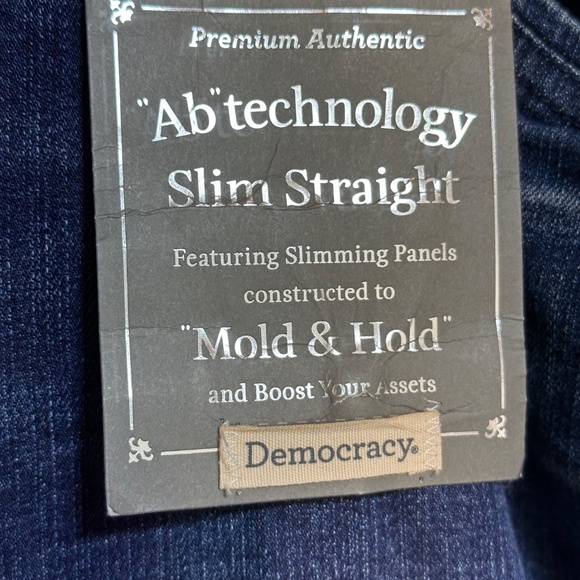 Premium Authentic
"Ab"technology
Slim Straight
Featuring Slimming Panels
constructed to
"Mold & Hold"
and Boost Your Assets
Democracy®